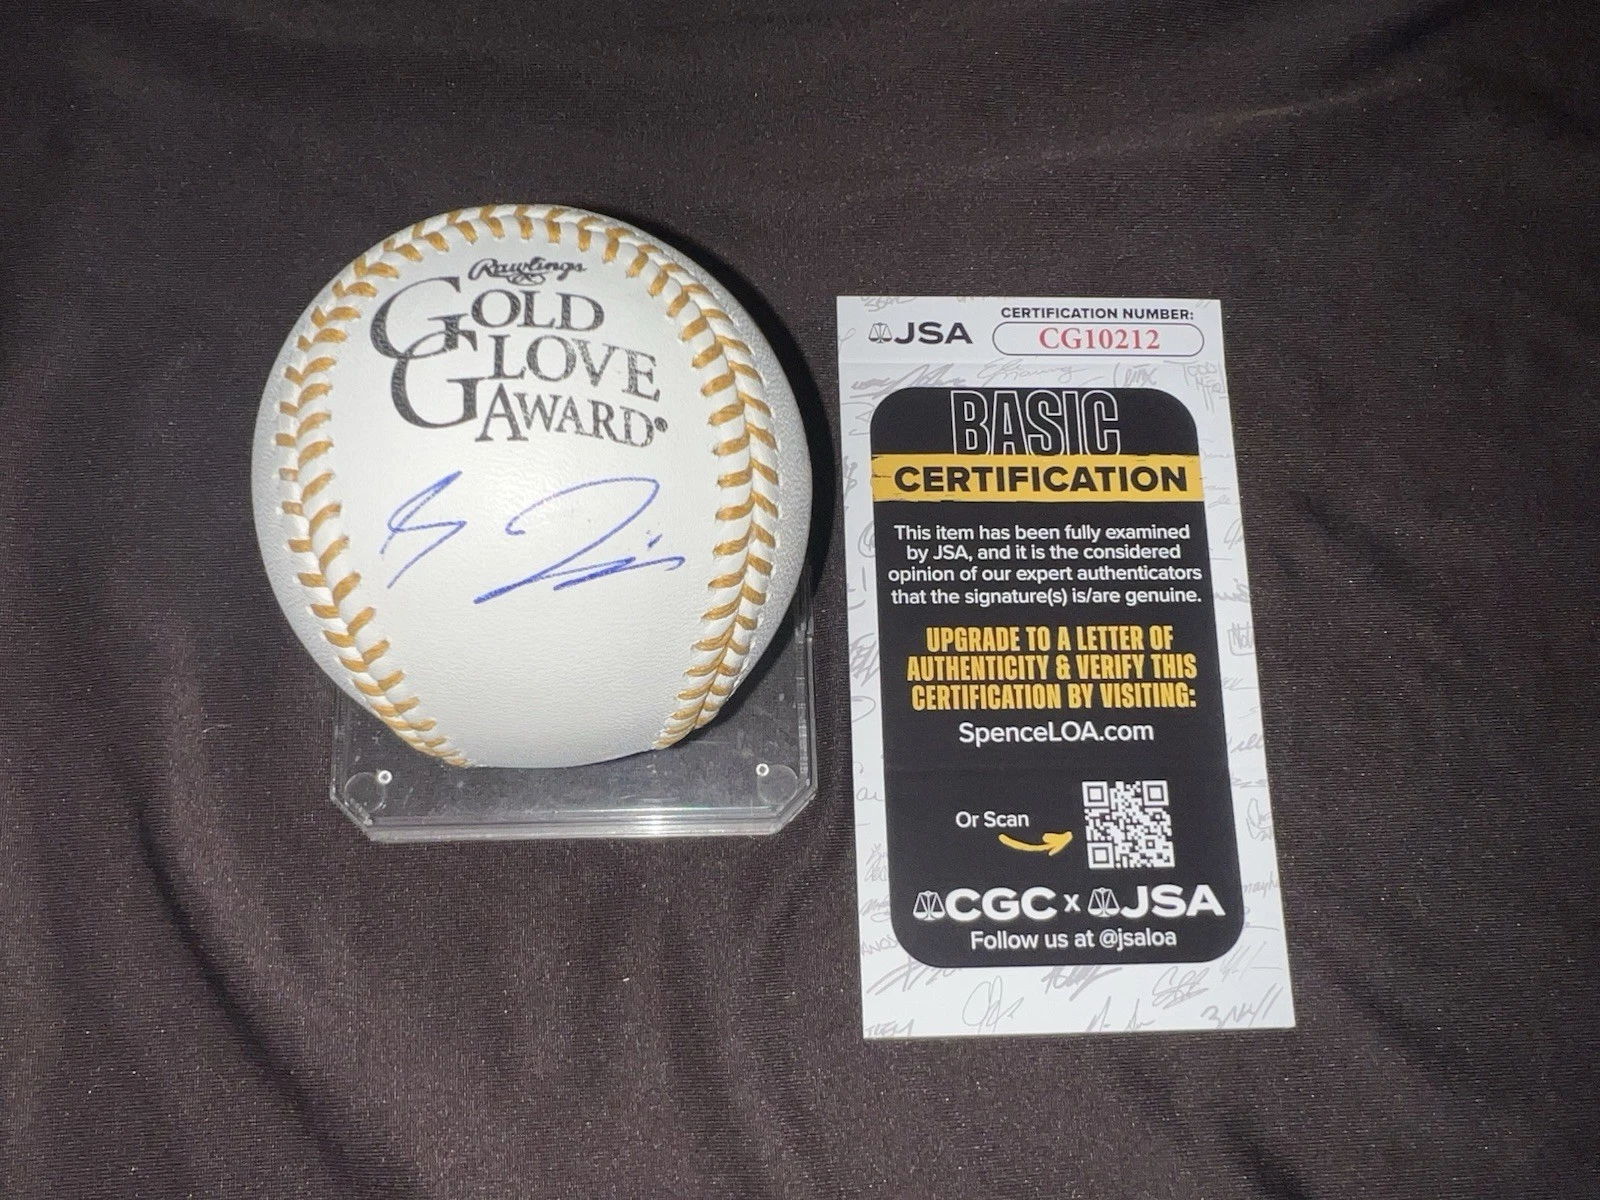 Rawlings
GOLD
GLOVE
AWARD®
JSA
CERTIFICATION NUMBER:
CG10212
BASIC
CERTIFICATION
This item has been fully examined
by JSA, and it is the considered
opinion of our expert authenticators
that the signature(s) is/are genuine.
UPGRADE TO A LETTER OF
AUTHENTICITY & VERIFY THIS
CERTIFICATION BY VISITING:
SpenceLOA.com
Or Scan
CGC x JSA
Follow us at @jsaloa